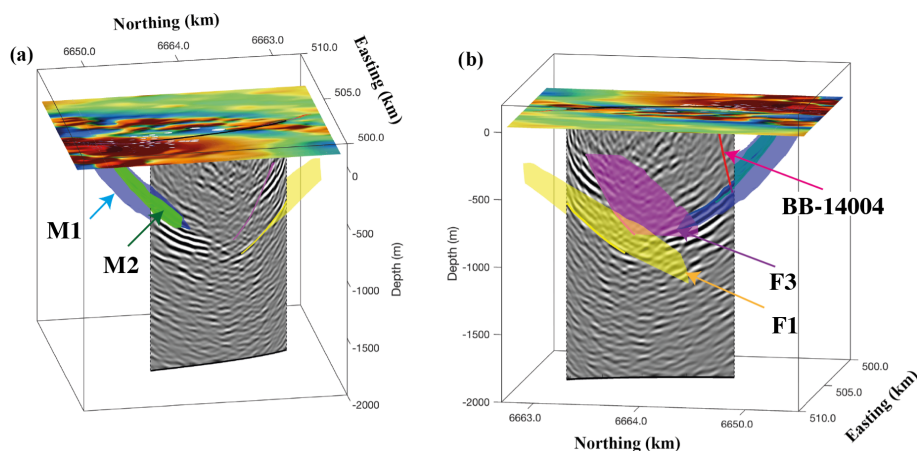 Northing (km)
6650.0
6664.0
6663.0
510.0
Easting (km)
505.0
500.0
(a)
0
-500
-1000
-1500
-2000
Depth (m)
M1
M2
(b)
0
-500
-1000
-1500
-2000
Depth (m)
BB-14004
F3
F1
500.0
505.0
510.0
Easting (km)
6663.0
6664.0
6650.0
Northing (km)